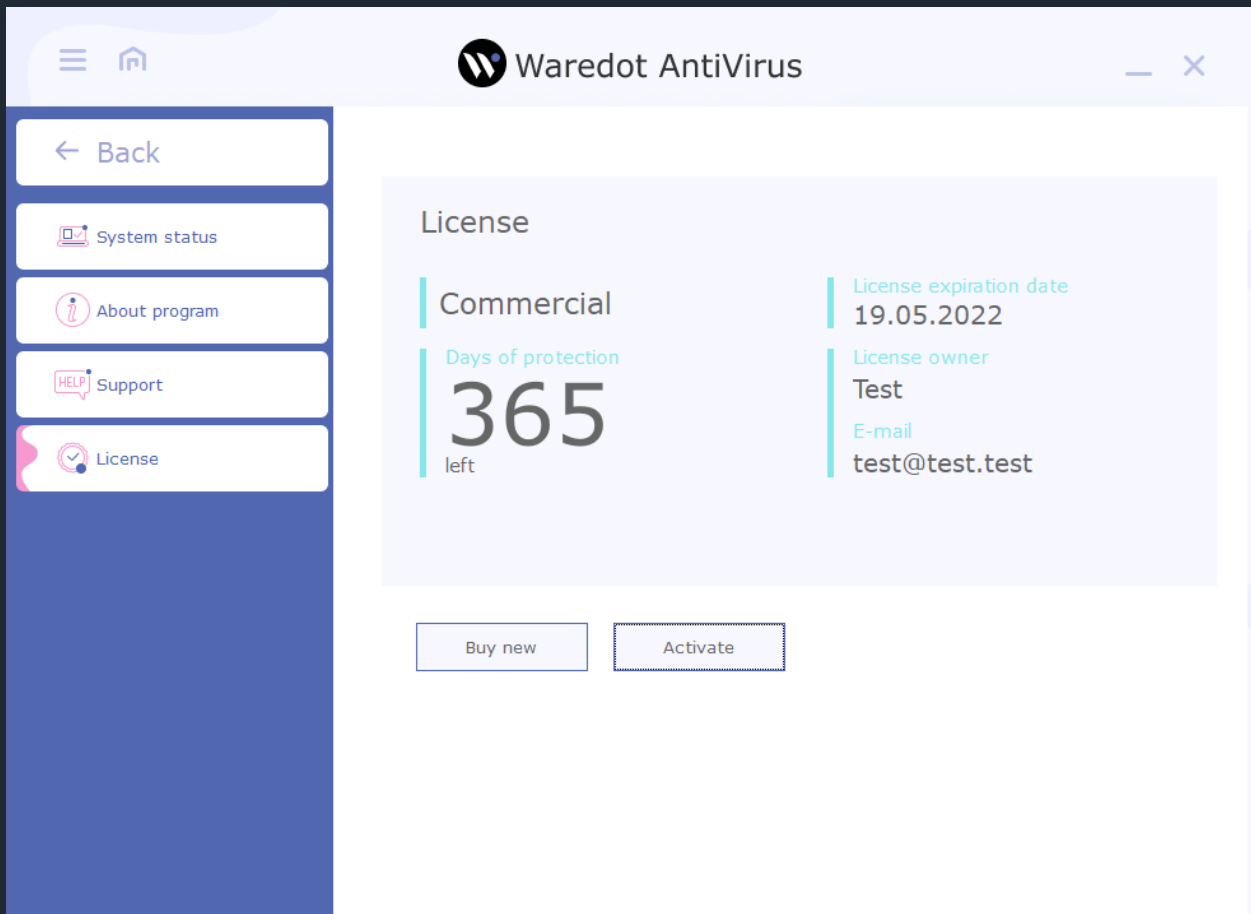 Waredot AntiVirus
Back
System status
About program
HELP Support
License
License
Commercial
Days of protection
365
left
License expiration date
19.05.2022
License owner
Test
E-mail
test@test.test
Buy new
Activate